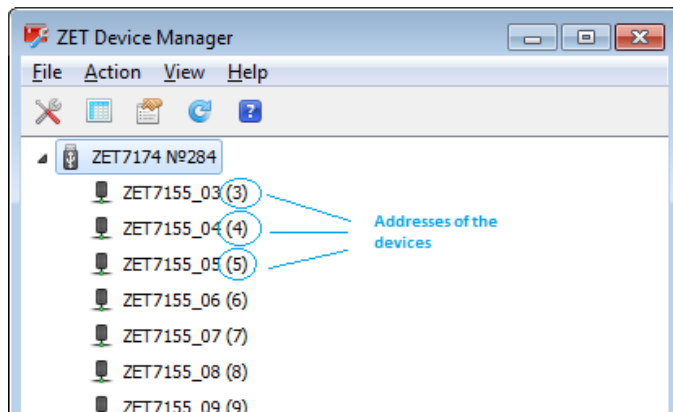 ZET Device Manager
File Action View Help
ZET7174 №284
ZET7155_03 (3)
ZET7155_04 (4)
Addresses of the
devices
ZET7155_05 (5)
ZET7155_06 (6)
ZET7155_07 (7)
ZET7155_08 (8)
ZET7155_09 (9)